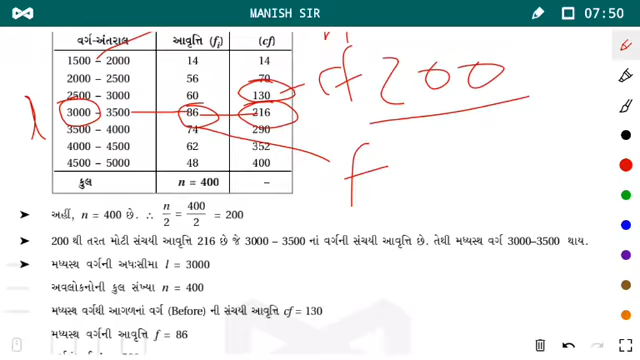 MANISH SIR
07:50
વર્ગ-અંતરાલ આવૃત્તિ (fᵢ) (cf)
1500 – 2000 14 14
2000 – 2500 56 70
2500 – 3000 60 130
3000 – 3500 86 216
3500 – 4000 74 290
4000 – 4500 62 352
4500 – 5000 48 400
કુલ n = 400 –
cf 200
f
l
➤ અહીં, n = 400 છે. ∴ n/2 = 400/2 = 200
➤ 200 થી તરત મોટી સંચયી આવૃત્તિ 216 છે જે 3000 – 3500 નાં વર્ગની સંચયી આવૃત્તિ છે. તેથી મધ્યસ્થ વર્ગ 3000–3500 થાય.
➤ મધ્યસ્થ વર્ગની અધઃસીમા l = 3000
અવલોકનોની કુલ સંખ્યા n = 400
મધ્યસ્થ વર્ગથી આગળનાં વર્ગ (Before) ની સંચયી આવૃત્તિ cf = 130
મધ્યસ્થ વર્ગની આવૃત્તિ f = 86